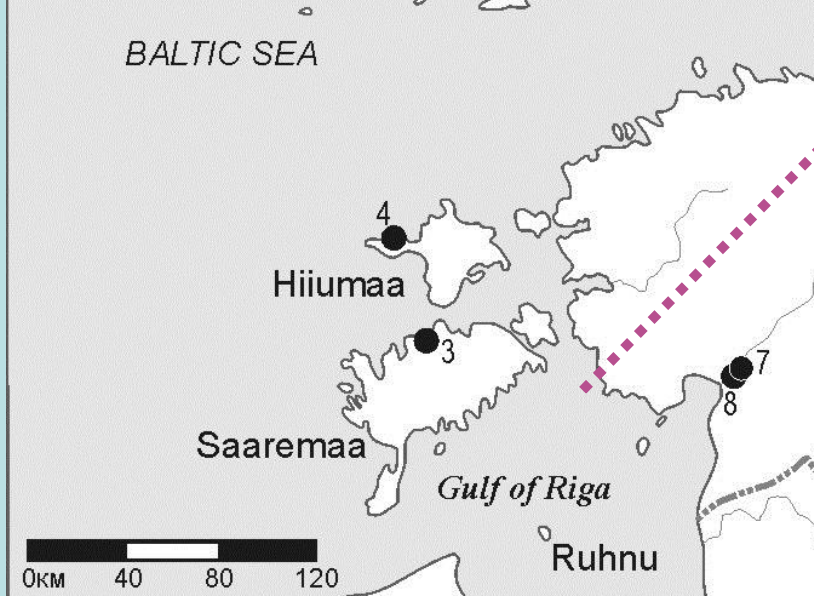 BALTIC SEA
4
Hiiumaa
3
7
8
Saaremaa
Gulf of Riga
Ruhnu
0км 40 80 120